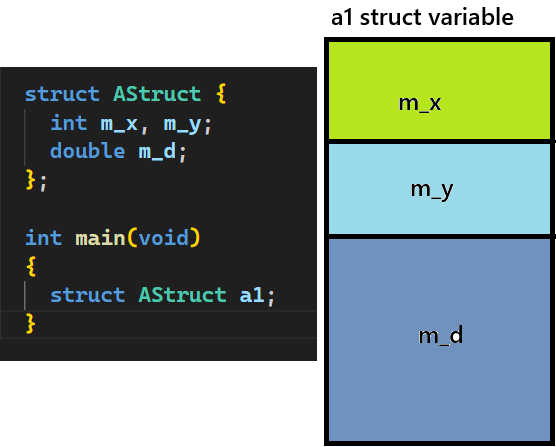 a1 struct variable
struct AStruct {
int m_x, m_y;
double m_d;
};
int main(void)
{
struct AStruct a1;
}
m_x
m_y
m_d